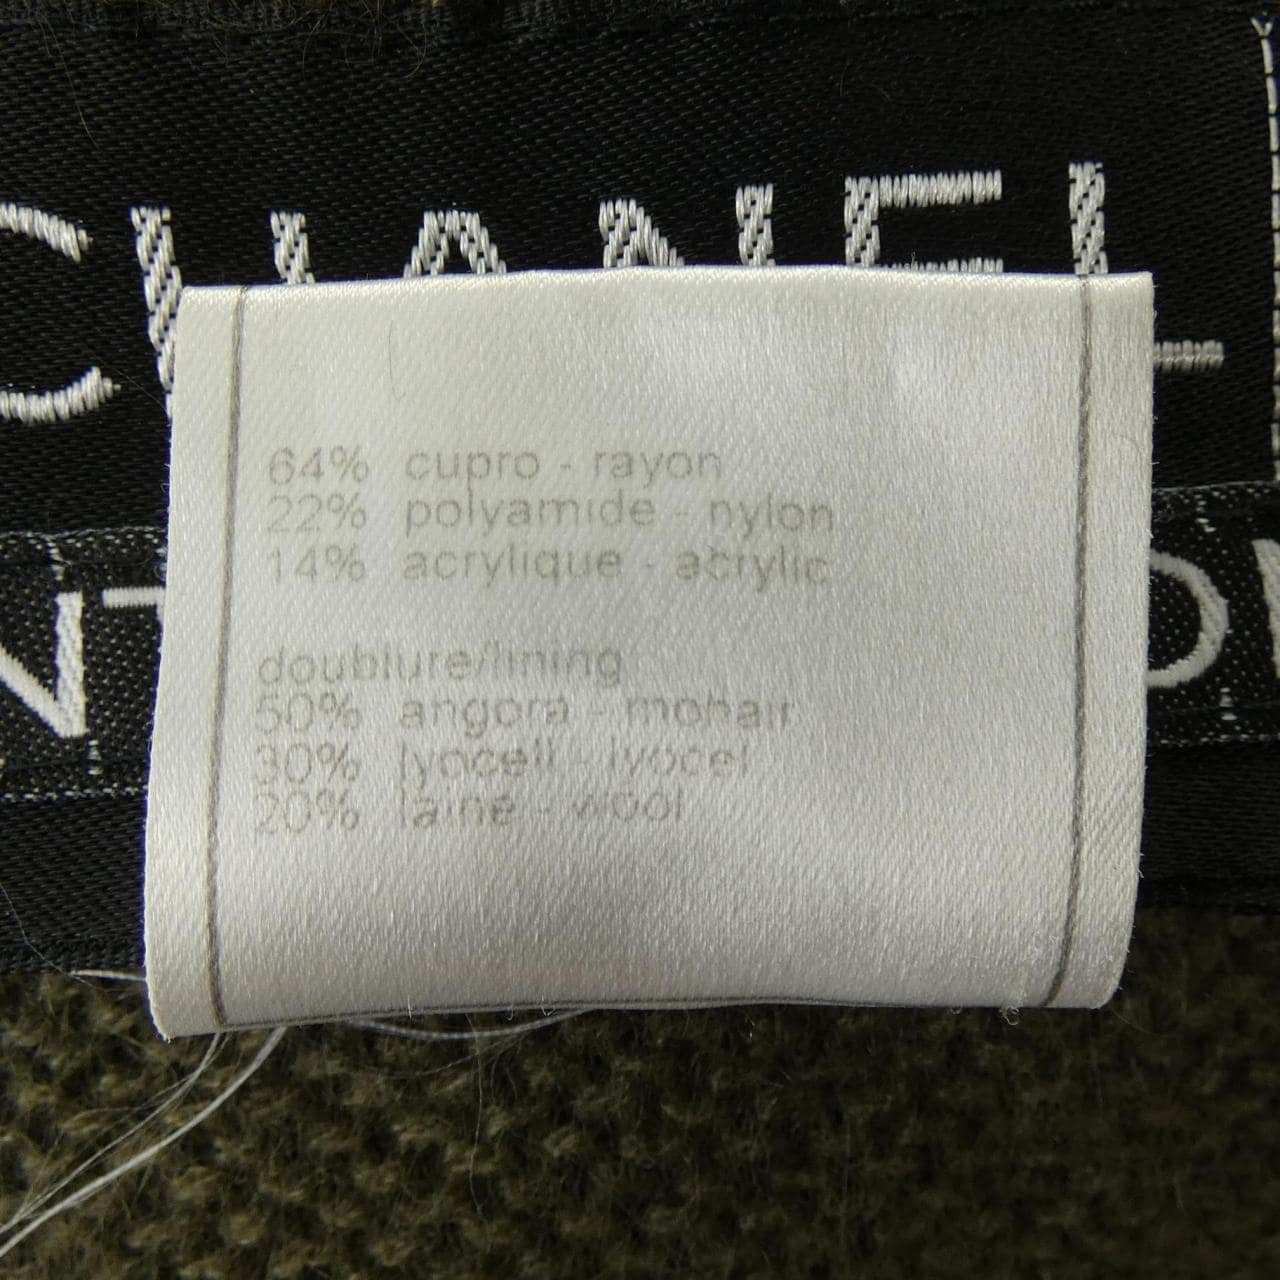 CHANEL
64% cupro - rayon
22% polyamide - nylon
14% acrylique - acrylic
doublure/lining
50% angora - mohair
30% lyocell - lyocel
20% laine - wool